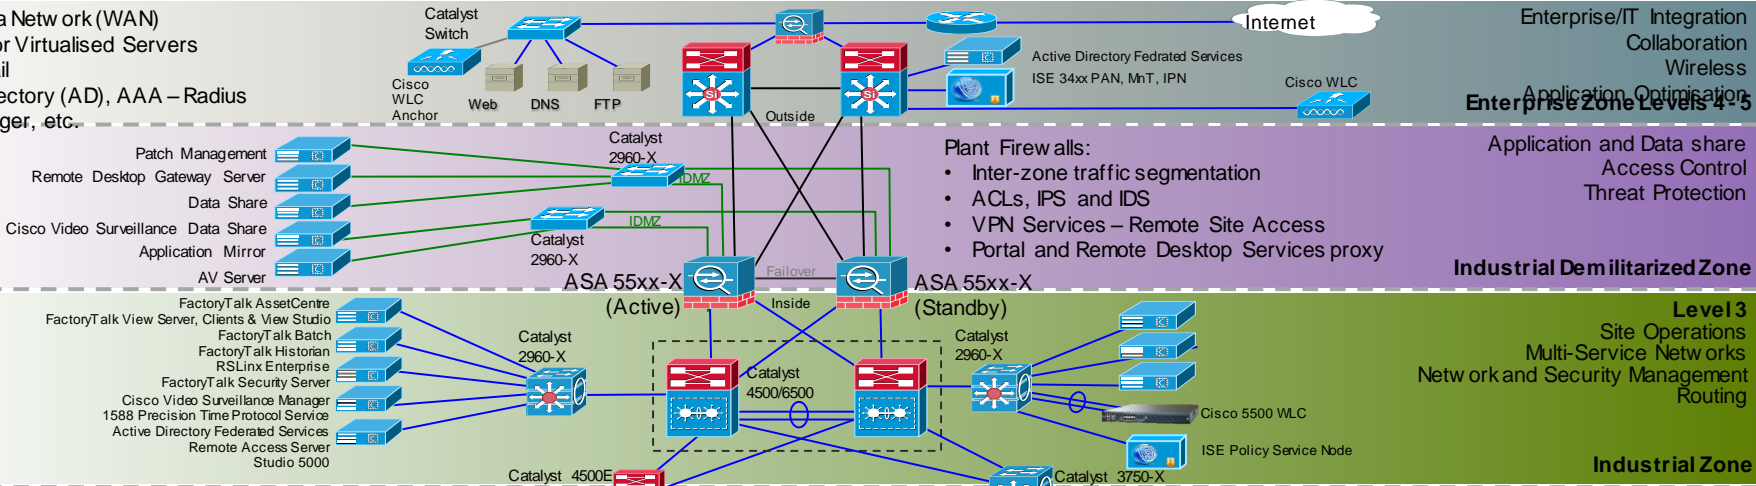 a Network (WAN)
or Virtualised Servers
ail
ectory (AD), AAA – Radius
ger, etc.
Catalyst
Switch
Cisco
WLC
Anchor
Web
DNS
FTP
Si
Si
Outside
Internet
Active Directory Fedrated Services
ISE 34xx PAN, MnT, IPN
Cisco WLC
Enterprise/IT Integration
Collaboration
Wireless
Application Optimisation
Enterprise Zone Levels 4 - 5
Patch Management
Remote Desktop Gateway Server
Data Share
Cisco Video Surveillance Data Share
Application Mirror
AV Server
Catalyst
2960-X
IDMZ
IDMZ
Catalyst
2960-X
Plant Firewalls:
• Inter-zone traffic segmentation
• ACLs, IPS and IDS
• VPN Services – Remote Site Access
• Portal and Remote Desktop Services proxy
Application and Data share
Access Control
Threat Protection
Industrial Demilitarized Zone
ASA 55xx-X
(Active)
Failover
Inside
ASA 55xx-X
(Standby)
FactoryTalk AssetCentre
FactoryTalk View Server, Clients & View Studio
FactoryTalk Batch
FactoryTalk Historian
RSLinx Enterprise
FactoryTalk Security Server
Cisco Video Surveillance Manager
1588 Precision Time Protocol Service
Active Directory Federated Services
Remote Access Server
Studio 5000
Catalyst
2960-X
Catalyst
4500/6500
Catalyst
2960-X
Cisco 5500 WLC
ISE Policy Service Node
Level 3
Site Operations
Multi-Service Networks
Network and Security Management
Routing
Industrial Zone
Catalyst 4500E
Catalyst 3750-X